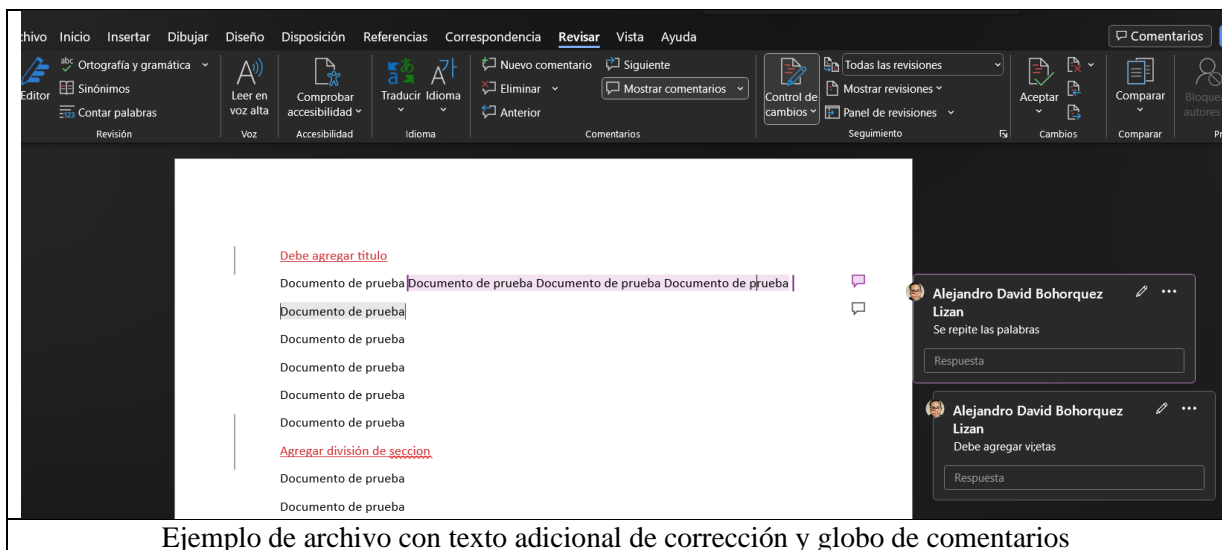 chivo Inicio Insertar Dibujar Diseño Disposición Referencias Correspondencia Revisar Vista Ayuda Comentarios
Editor
abc Ortografía y gramática
Sinónimos
123 Contar palabras
Revisión
Leer en voz alta
Voz
Comprobar accesibilidad
Accesibilidad
Traducir Idioma
Idioma
Nuevo comentario Siguiente
Eliminar Mostrar comentarios
Anterior
Comentarios
Control de cambios
Todas las revisiones
Mostrar revisiones
Panel de revisiones
Seguimiento
Aceptar
Cambios
Comparar
Comparar
autores
Debe agregar titulo
Documento de prueba Documento de prueba Documento de prueba Documento de prueba
Documento de prueba
Documento de prueba
Documento de prueba
Documento de prueba
Documento de prueba
Agregar división de seccion
Documento de prueba
Documento de prueba
Alejandro David Bohorquez
Lizan
Se repite las palabras
Respuesta
Alejandro David Bohorquez
Lizan
Debe agregar vi;etas
Respuesta
Ejemplo de archivo con texto adicional de corrección y globo de comentarios